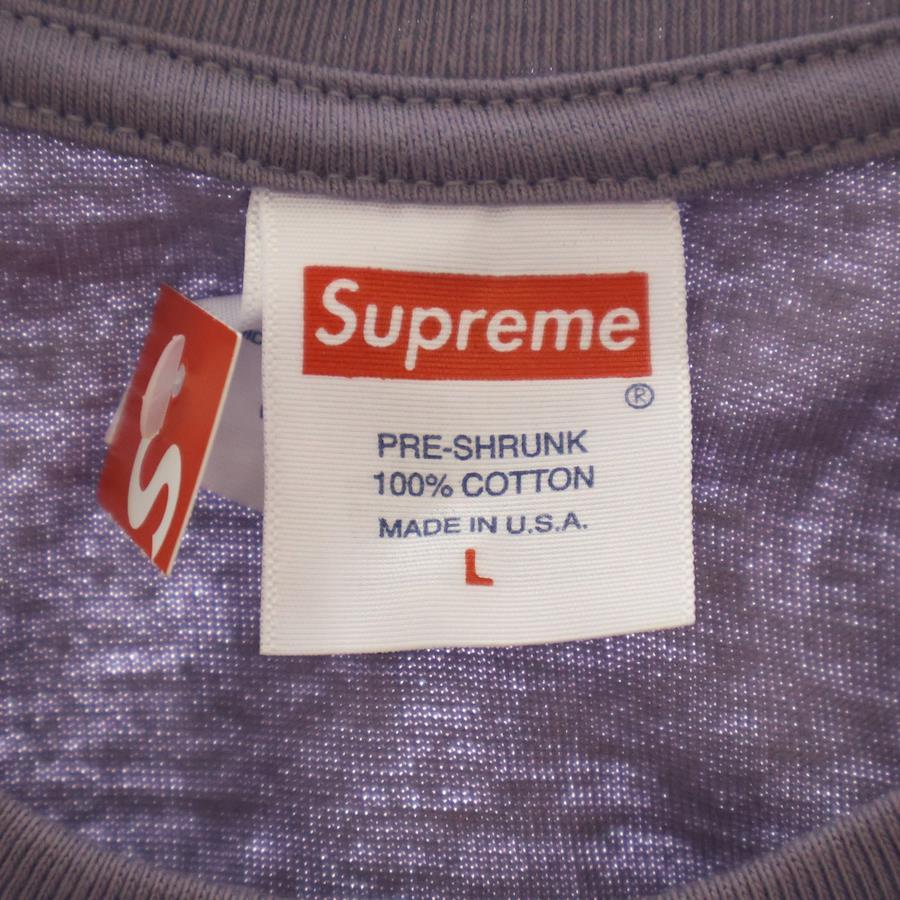 Supreme
®
PRE-SHRUNK
100% COTTON
MADE IN U.S.A.
L
S